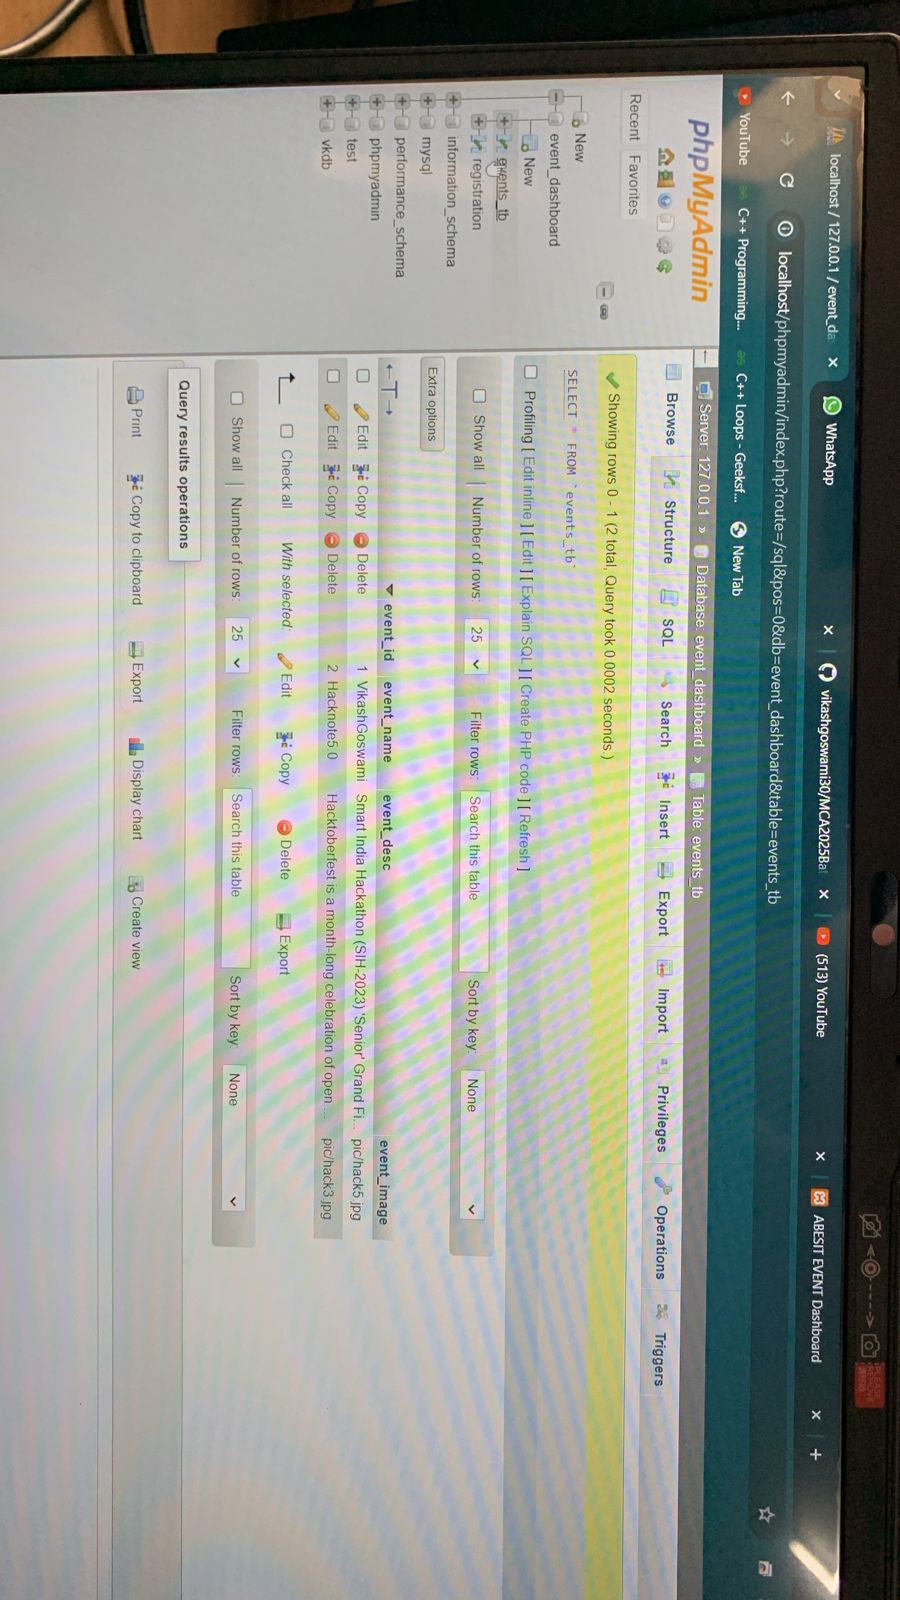 PLEASE REMOVE
localhost / 127.0.0.1 / event_da
WhatsApp
vikashgoswami30/MCA2025Bat
(513) YouTube
ABESIT EVENT Dashboard
localhost/phpmyadmin/index.php?route=/sql&pos=0&db=event_dashboard&table=events_tb
YouTube
C++ Programming...
C++ Loops - Geeksf...
New Tab
phpMyAdmin
Recent Favorites
New
event_dashboard
New
events_tb
registration
information_schema
mysql
performance_schema
phpmyadmin
test
vkdb
Server: 127.0.0.1 » Database: event_dashboard » Table: events_tb
Browse Structure SQL Search Insert Export Import Privileges Operations Triggers
Showing rows 0 - 1 (2 total, Query took 0.0002 seconds.)
SELECT * FROM `events_tb`
Profiling [ Edit inline ] [ Edit ] [ Explain SQL ] [ Create PHP code ] [ Refresh ]
Show all Number of rows: 25 Filter rows: Search this table Sort by key: None
Extra options
←T→ event_id event_name event_desc event_image
Edit Copy Delete 1 VikashGoswami Smart India Hackathon (SIH-2023) 'Senior' Grand Fi... pic/hack5.jpg
Edit Copy Delete 2 Hacknote5.0 Hacktoberfest is a month-long celebration of open ... pic/hack3.jpg
Check all With selected: Edit Copy Delete Export
Show all Number of rows: 25 Filter rows: Search this table Sort by key: None
Query results operations
Print Copy to clipboard Export Display chart Create view